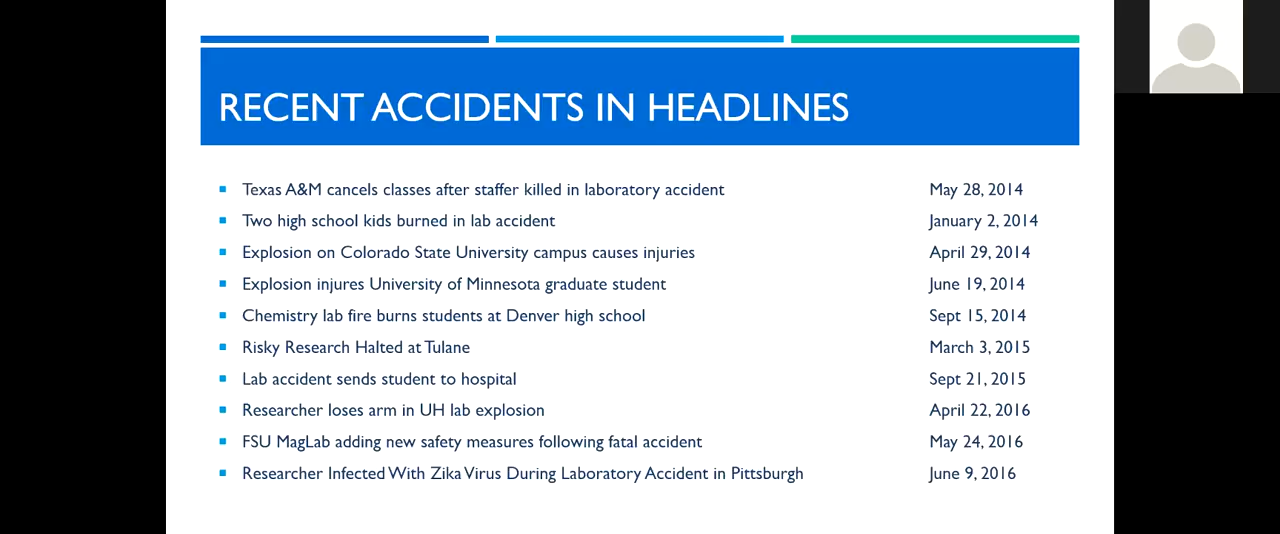 RECENT ACCIDENTS IN HEADLINES
Texas A&M cancels classes after staffer killed in laboratory accident May 28, 2014
Two high school kids burned in lab accident January 2, 2014
Explosion on Colorado State University campus causes injuries April 29, 2014
Explosion injures University of Minnesota graduate student June 19, 2014
Chemistry lab fire burns students at Denver high school Sept 15, 2014
Risky Research Halted at Tulane March 3, 2015
Lab accident sends student to hospital Sept 21, 2015
Researcher loses arm in UH lab explosion April 22, 2016
FSU MagLab adding new safety measures following fatal accident May 24, 2016
Researcher Infected With Zika Virus During Laboratory Accident in Pittsburgh June 9, 2016